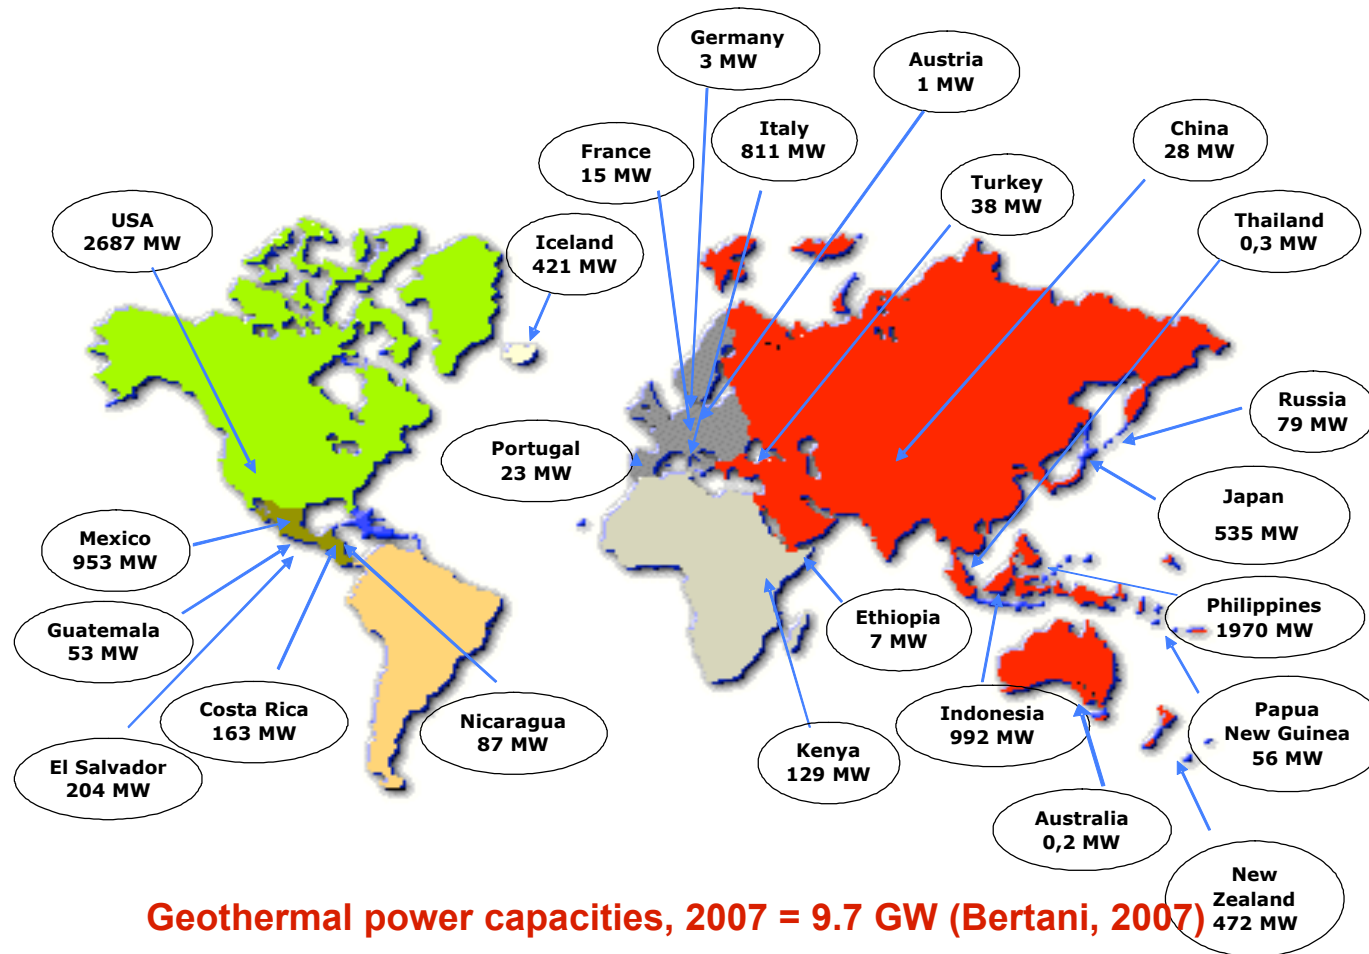 Germany
3 MW
Austria
1 MW
Italy
811 MW
China
28 MW
France
15 MW
Turkey
38 MW
USA
2687 MW
Iceland
421 MW
Thailand
0,3 MW
Russia
79 MW
Portugal
23 MW
Japan
535 MW
Mexico
953 MW
Guatemala
53 MW
Ethiopia
7 MW
Philippines
1970 MW
Costa Rica
163 MW
Nicaragua
87 MW
Indonesia
992 MW
Papua
New Guinea
56 MW
El Salvador
204 MW
Kenya
129 MW
Australia
0,2 MW
New
Zealand
472 MW
Geothermal power capacities, 2007 = 9.7 GW (Bertani, 2007)